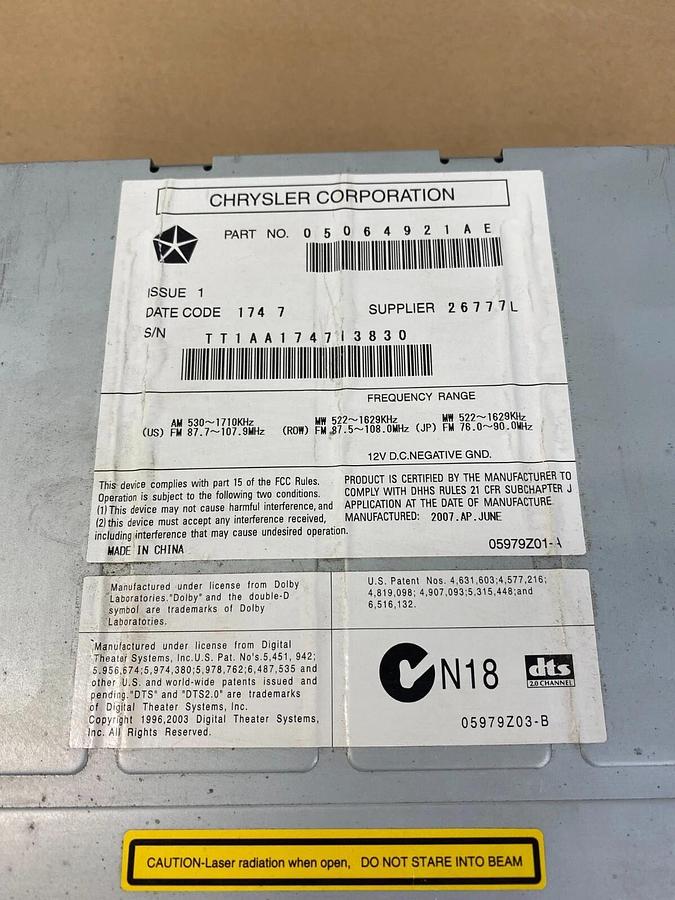 CHRYSLER CORPORATION
PART NO. 05064921AE
ISSUE 1
DATE CODE 174 7 SUPPLIER 26777L
S/N TT1AA174713830
FREQUENCY RANGE
AM 530~1710KHz MW 522~1629KHz MW 522~1629KHz
(US) FM 87.7~107.9MHz (ROW) FM 87.5~108.0MHz (JP) FM 76.0~90.0MHz
12V D.C.NEGATIVE GND.
This device complies with part 15 of the FCC Rules.
Operation is subject to the following two conditions.
(1) This device may not cause harmful interference, and
(2) this device must accept any interference received,
including interference that may cause undesired operation.
MADE IN CHINA
PRODUCT IS CERTIFIED BY THE MANUFACTURER TO
COMPLY WITH DHHS RULES 21 CFR SUBCHAPTER J
APPLICATION AT THE DATE OF MANUFACTURE
MANUFACTURED: 2007.AP.JUNE
05979Z01-A
Manufactured under license from Dolby
Laboratories."Dolby" and the double-D
symbol are trademarks of Dolby
Laboratories.
Manufactured under license from Digital
Theater Systems, Inc.U.S. Pat. No's.5,451, 942;
5,956,674;5,974,380;5,978,762;6,487,535 and
other U.S. and world-wide patents issued and
pending."DTS" and "DTS2.0" are trademarks
of Digital Theater Systems, Inc.
Copyright 1996,2003 Digital Theater Systems,
Inc. All Rights Reserved.
U.S. Patent Nos. 4,631,603;4,577,216;
4,819,098; 4,907,093;5,315,448;and
6,516,132.
N18
dts
2.0 CHANNEL
05979Z03-B
CAUTION-Laser radiation when open, DO NOT STARE INTO BEAM